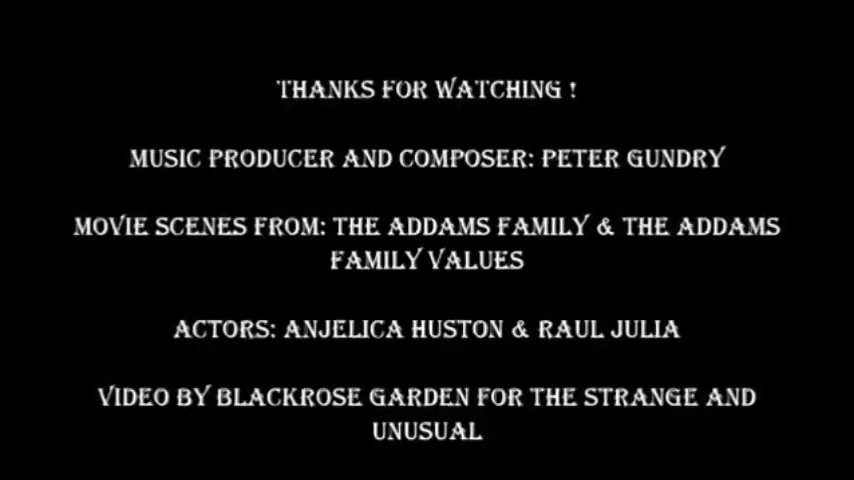 THANKS FOR WATCHING !
MUSIC PRODUCER AND COMPOSER: PETER GUNDRY
MOVIE SCENES FROM: THE ADDAMS FAMILY & THE ADDAMS
FAMILY VALUES
ACTORS: ANJELICA HUSTON & RAUL JULIA
VIDEO BY BLACKROSE GARDEN FOR THE STRANGE AND
UNUSUAL